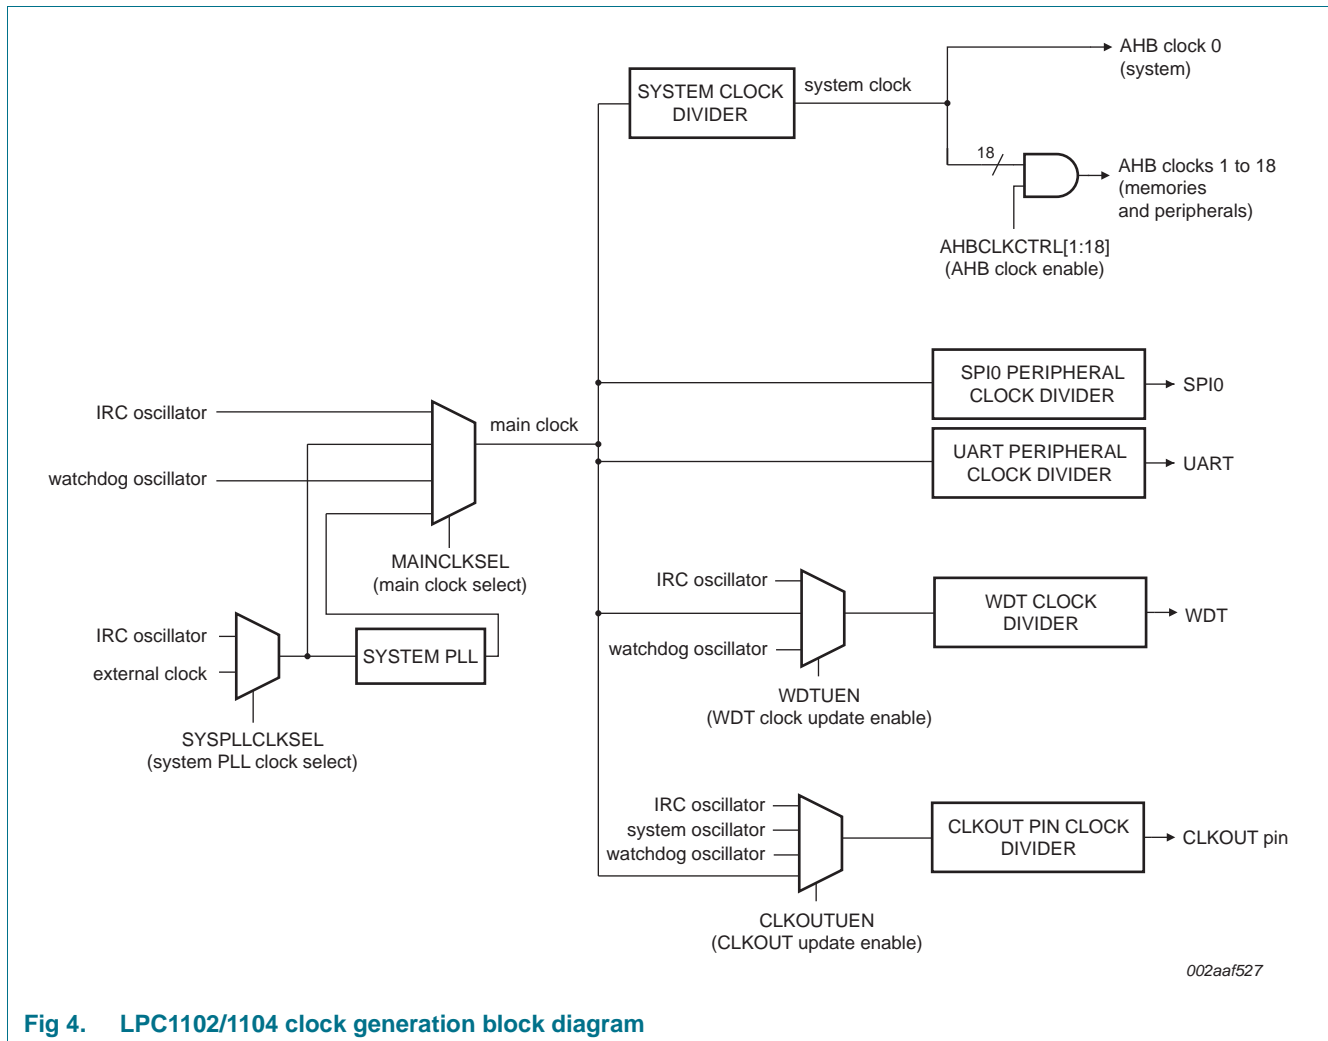 AHB clock 0
(system)
SYSTEM CLOCK
DIVIDER
system clock
18
AHB clocks 1 to 18
(memories
and peripherals)
AHBCLKCTRL[1:18]
(AHB clock enable)
SPI0 PERIPHERAL
CLOCK DIVIDER
SPI0
IRC oscillator
main clock
UART PERIPHERAL
CLOCK DIVIDER
UART
watchdog oscillator
MAINCLKSEL
(main clock select)
IRC oscillator
WDT CLOCK
DIVIDER
WDT
watchdog oscillator
IRC oscillator
external clock
SYSTEM PLL
WDTUEN
(WDT clock update enable)
SYSPLLCLKSEL
(system PLL clock select)
IRC oscillator
system oscillator
watchdog oscillator
CLKOUT PIN CLOCK
DIVIDER
CLKOUT pin
CLKOUTUEN
(CLKOUT update enable)
002aaf527
Fig 4. LPC1102/1104 clock generation block diagram